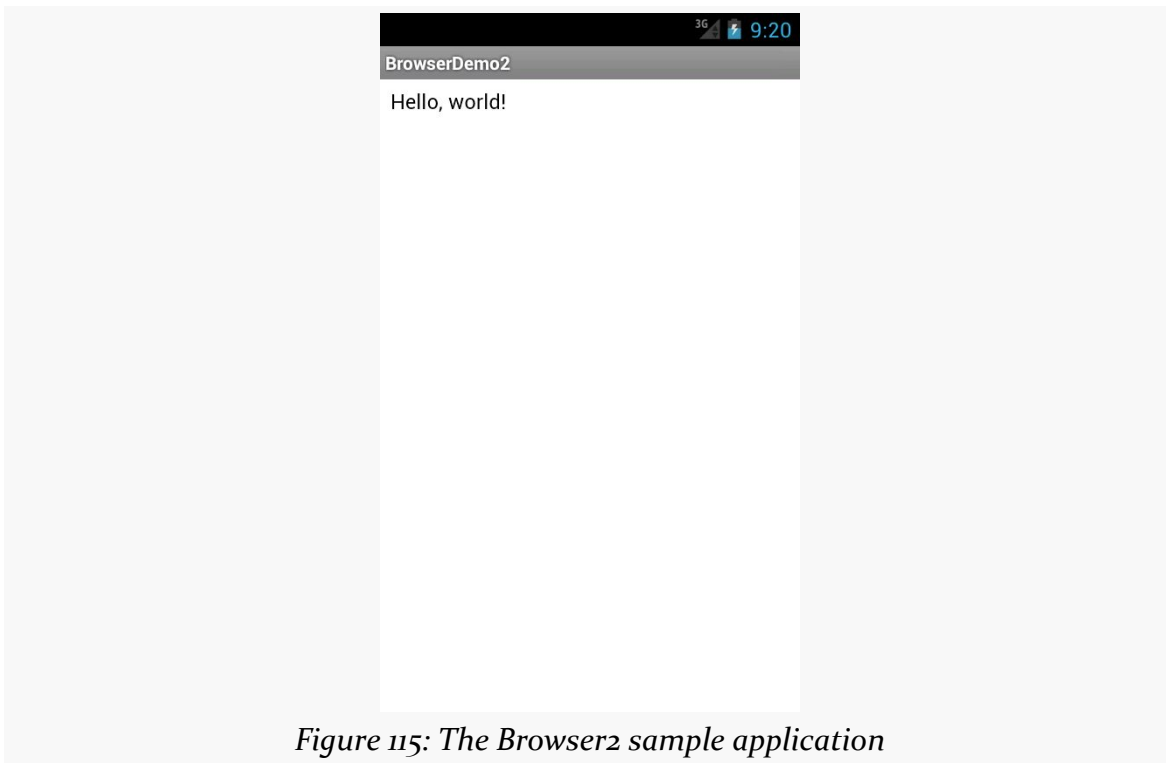 3G 9:20
BrowserDemo2
Hello, world!
Figure 115: The Browser2 sample application